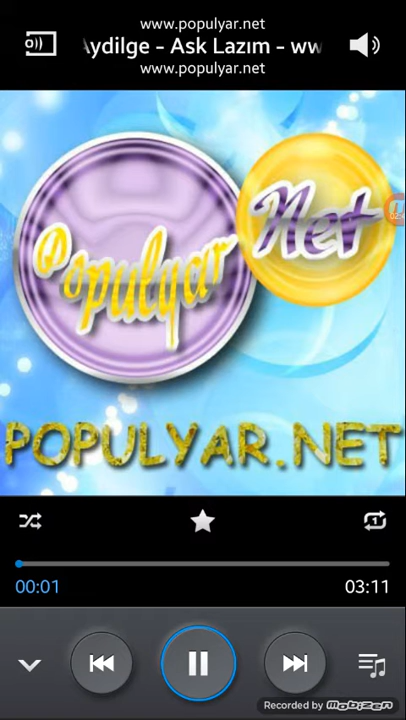 www.populyar.net
Aydilge - Ask Lazım - ww
www.populyar.net
Populyar
Net
POPULYAR.NET
1
00:01
03:11
Recorded by Mobizen